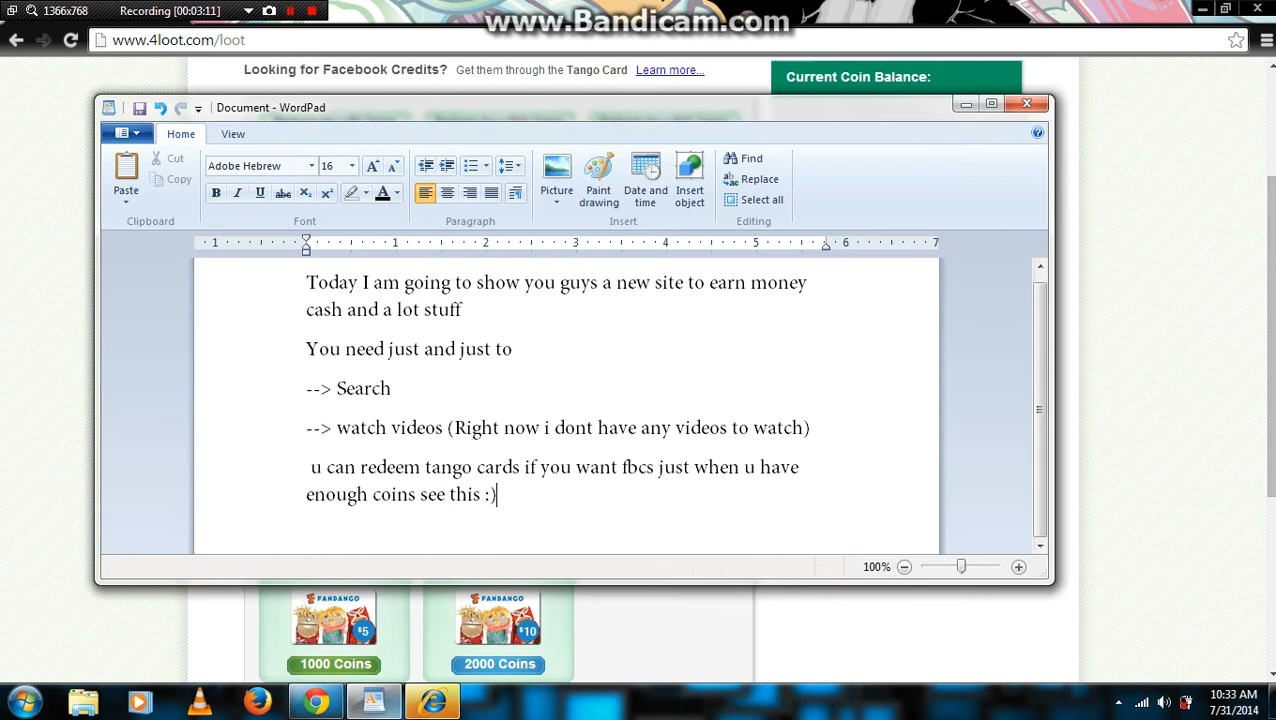 www.Bandicam.com
1366x768 Recording [00:03:11]
www.4loot.com/loot
Looking for Facebook Credits? Get them through the Tango Card Learn more...
Current Coin Balance:
Document - WordPad
Home View
Paste
Cut
Copy
Clipboard
Adobe Hebrew 16
Font
Paragraph
Picture
Paint drawing
Date and time
Insert object
Insert
Find
Replace
Select all
Editing
1 1 2 3 4 5 6 7
Today I am going to show you guys a new site to earn money
cash and a lot stuff
You need just and just to
--> Search
--> watch videos (Right now i dont have any videos to watch)
u can redeem tango cards if you want fbcs just when u have
enough coins see this :)
100%
FANDANGO $5
FANDANGO $10
1000 Coins
2000 Coins
10:33 AM
7/31/2014